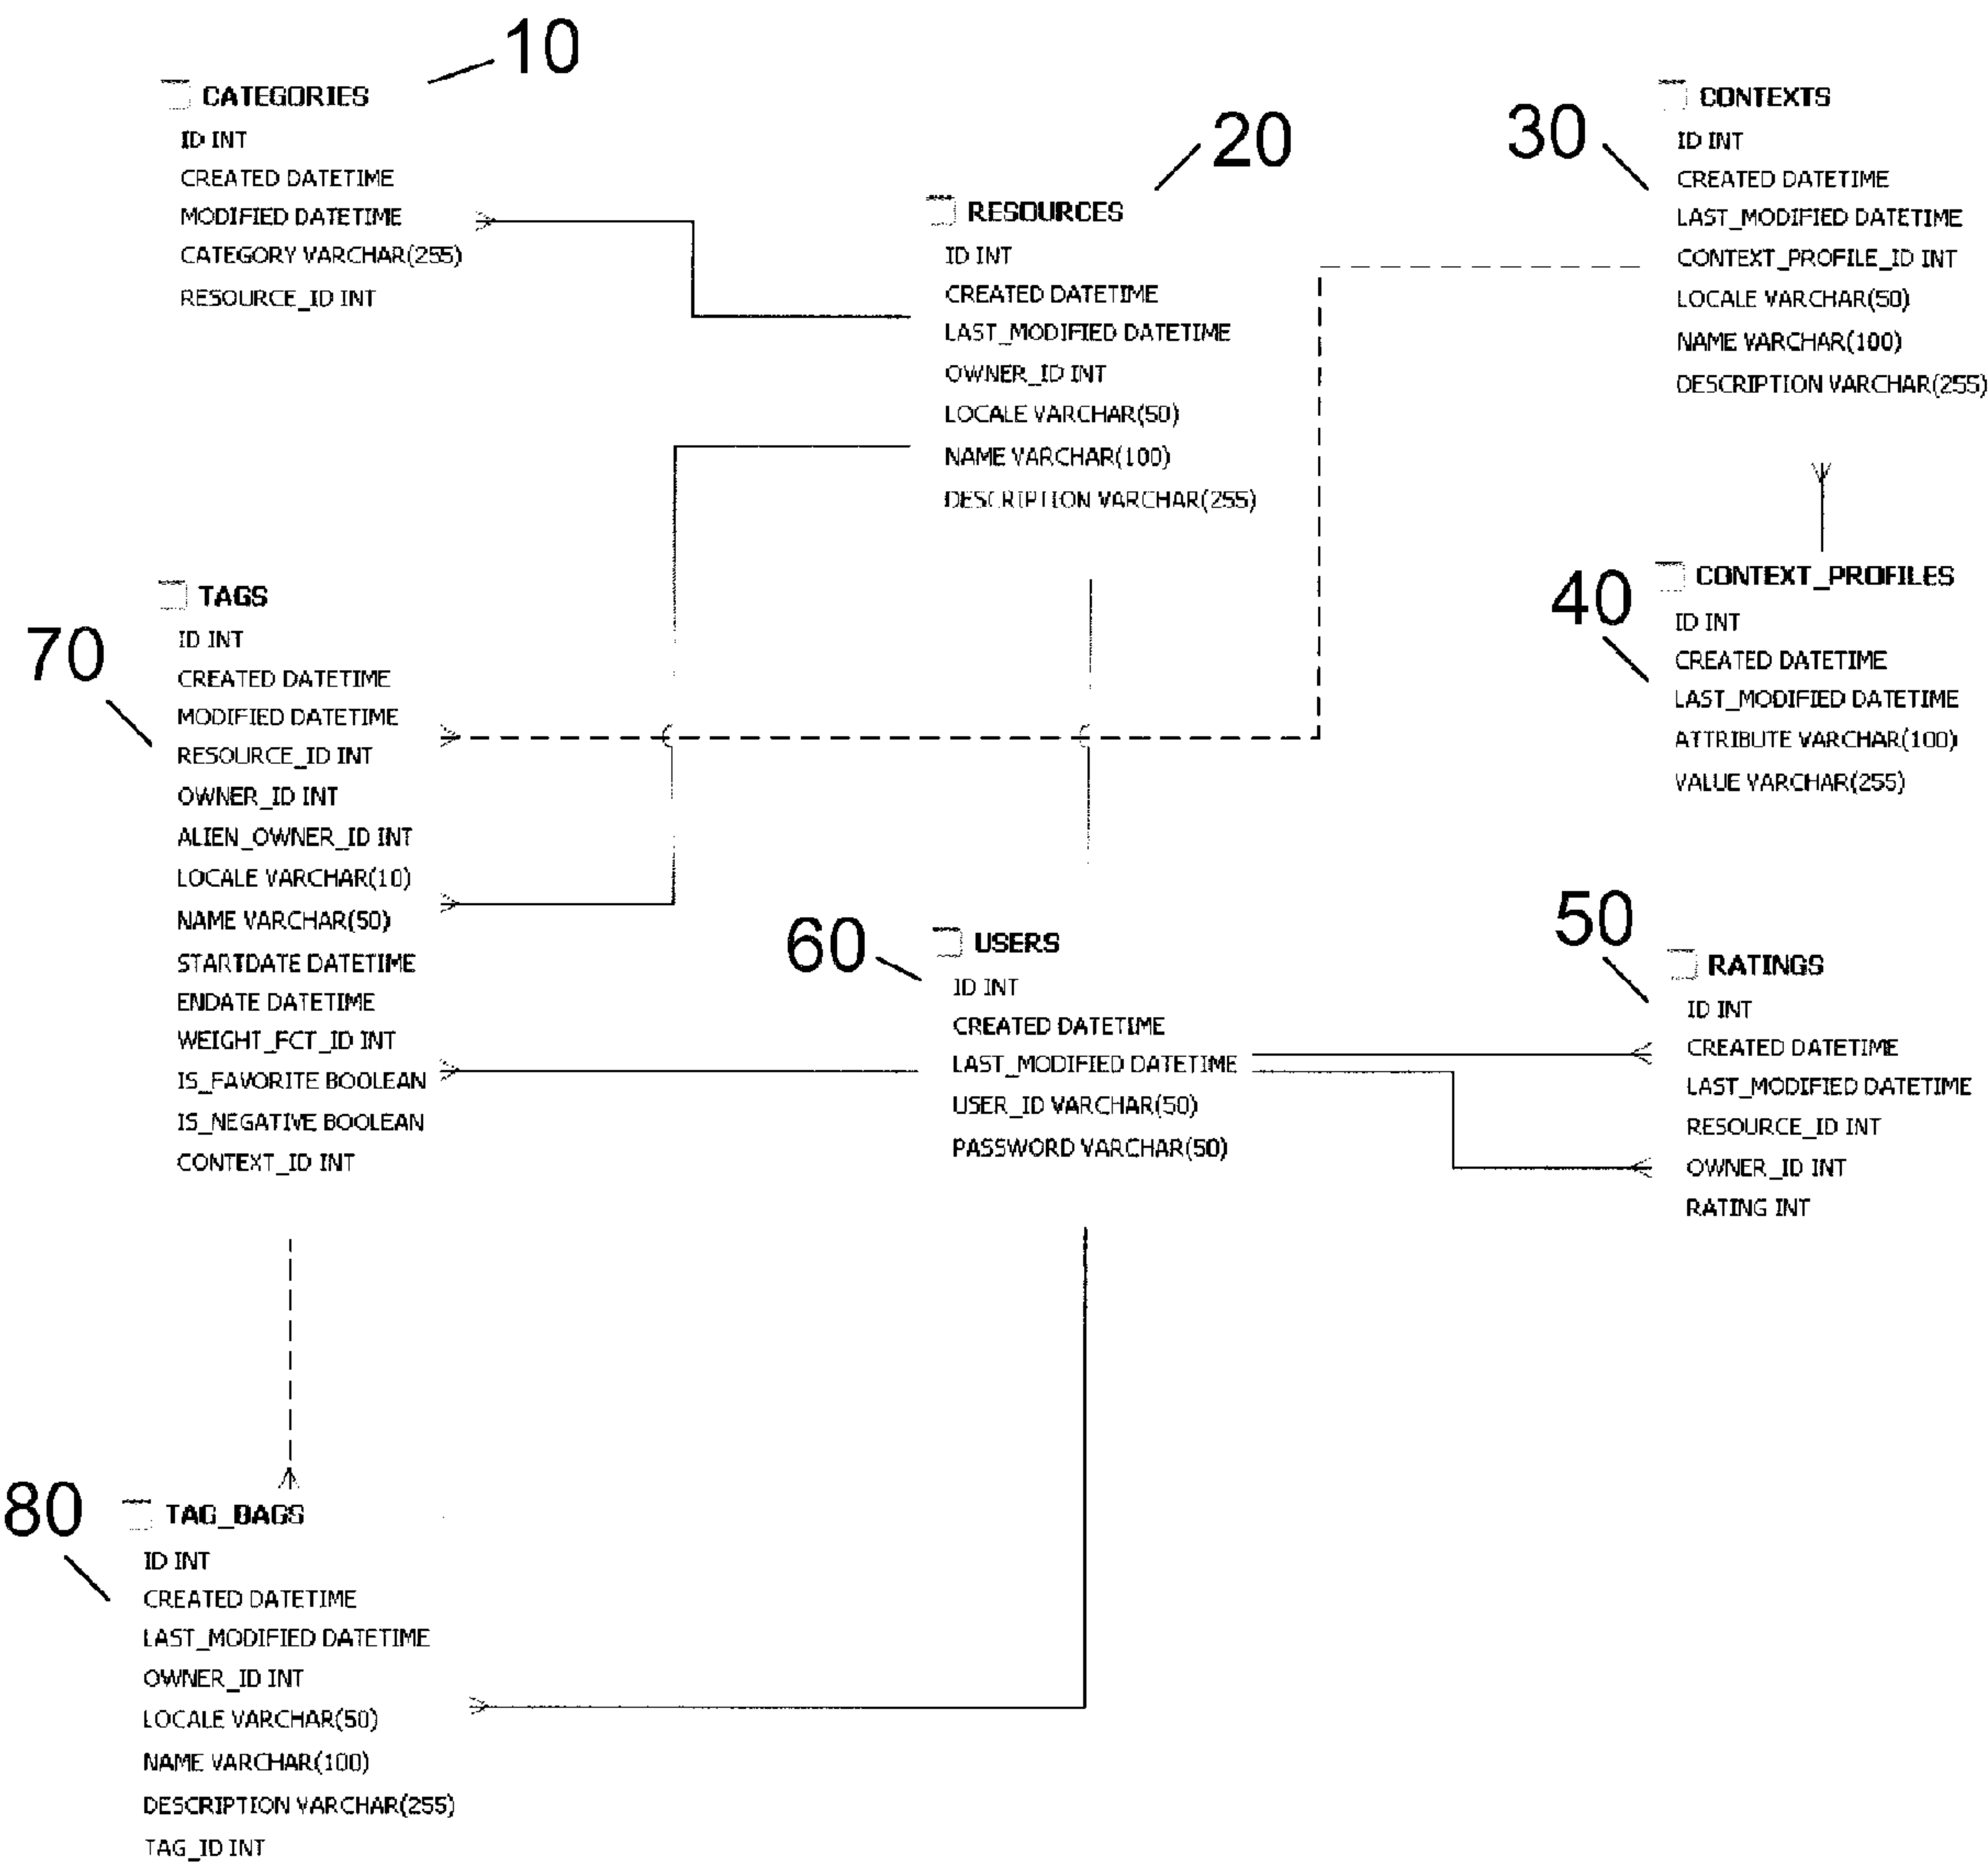 10
CATEGORIES
ID INT
CREATED DATETIME
MODIFIED DATETIME
CATEGORY VARCHAR(255)
RESOURCE_ID INT
20
RESOURCES
ID INT
CREATED DATETIME
LAST_MODIFIED DATETIME
OWNER_ID INT
LOCALE VARCHAR(50)
NAME VARCHAR(100)
DESCRIPTION VARCHAR(255)
30
CONTEXTS
ID INT
CREATED DATETIME
LAST_MODIFIED DATETIME
CONTEXT_PROFILE_ID INT
LOCALE VARCHAR(50)
NAME VARCHAR(100)
DESCRIPTION VARCHAR(255)
40
CONTEXT_PROFILES
ID INT
CREATED DATETIME
LAST_MODIFIED DATETIME
ATTRIBUTE VARCHAR(100)
VALUE VARCHAR(255)
70
TAGS
ID INT
CREATED DATETIME
MODIFIED DATETIME
RESOURCE_ID INT
OWNER_ID INT
ALIEN_OWNER_ID INT
LOCALE VARCHAR(10)
NAME VARCHAR(50)
STARTDATE DATETIME
ENDATE DATETIME
WEIGHT_FCT_ID INT
IS_FAVORITE BOOLEAN
IS_NEGATIVE BOOLEAN
CONTEXT_ID INT
60
USERS
ID INT
CREATED DATETIME
LAST_MODIFIED DATETIME
USER_ID VARCHAR(50)
PASSWORD VARCHAR(50)
50
RATINGS
ID INT
CREATED DATETIME
LAST_MODIFIED DATETIME
RESOURCE_ID INT
OWNER_ID INT
RATING INT
80
TAG_BAGS
ID INT
CREATED DATETIME
LAST_MODIFIED DATETIME
OWNER_ID INT
LOCALE VARCHAR(50)
NAME VARCHAR(100)
DESCRIPTION VARCHAR(255)
TAG_ID INT